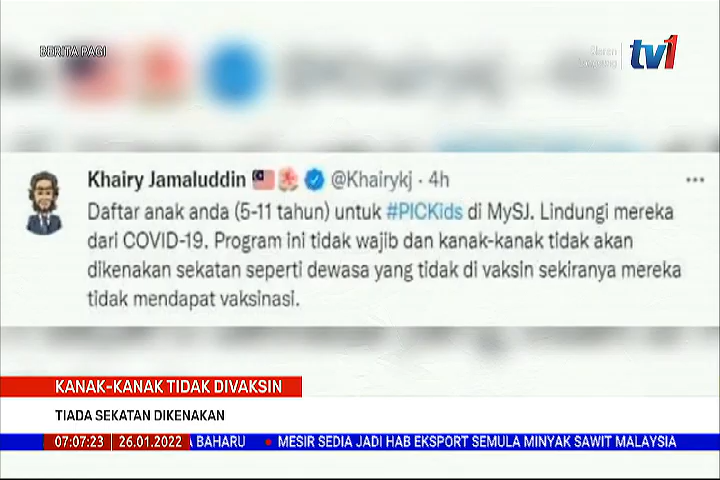 BERITA PAGI
Siaran
Langsung
tv1
Khairy Jamaluddin @Khairykj · 4h
Daftar anak anda (5-11 tahun) untuk #PICKids di MySJ. Lindungi mereka
dari COVID-19. Program ini tidak wajib dan kanak-kanak tidak akan
dikenakan sekatan seperti dewasa yang tidak di vaksin sekiranya mereka
tidak mendapat vaksinasi.
KANAK-KANAK TIDAK DIVAKSIN
TIADA SEKATAN DIKENAKAN
07:07:23 26.01.2022 BAHARU • MESIR SEDIA JADI HAB EKSPORT SEMULA MINYAK SAWIT MALAYSIA